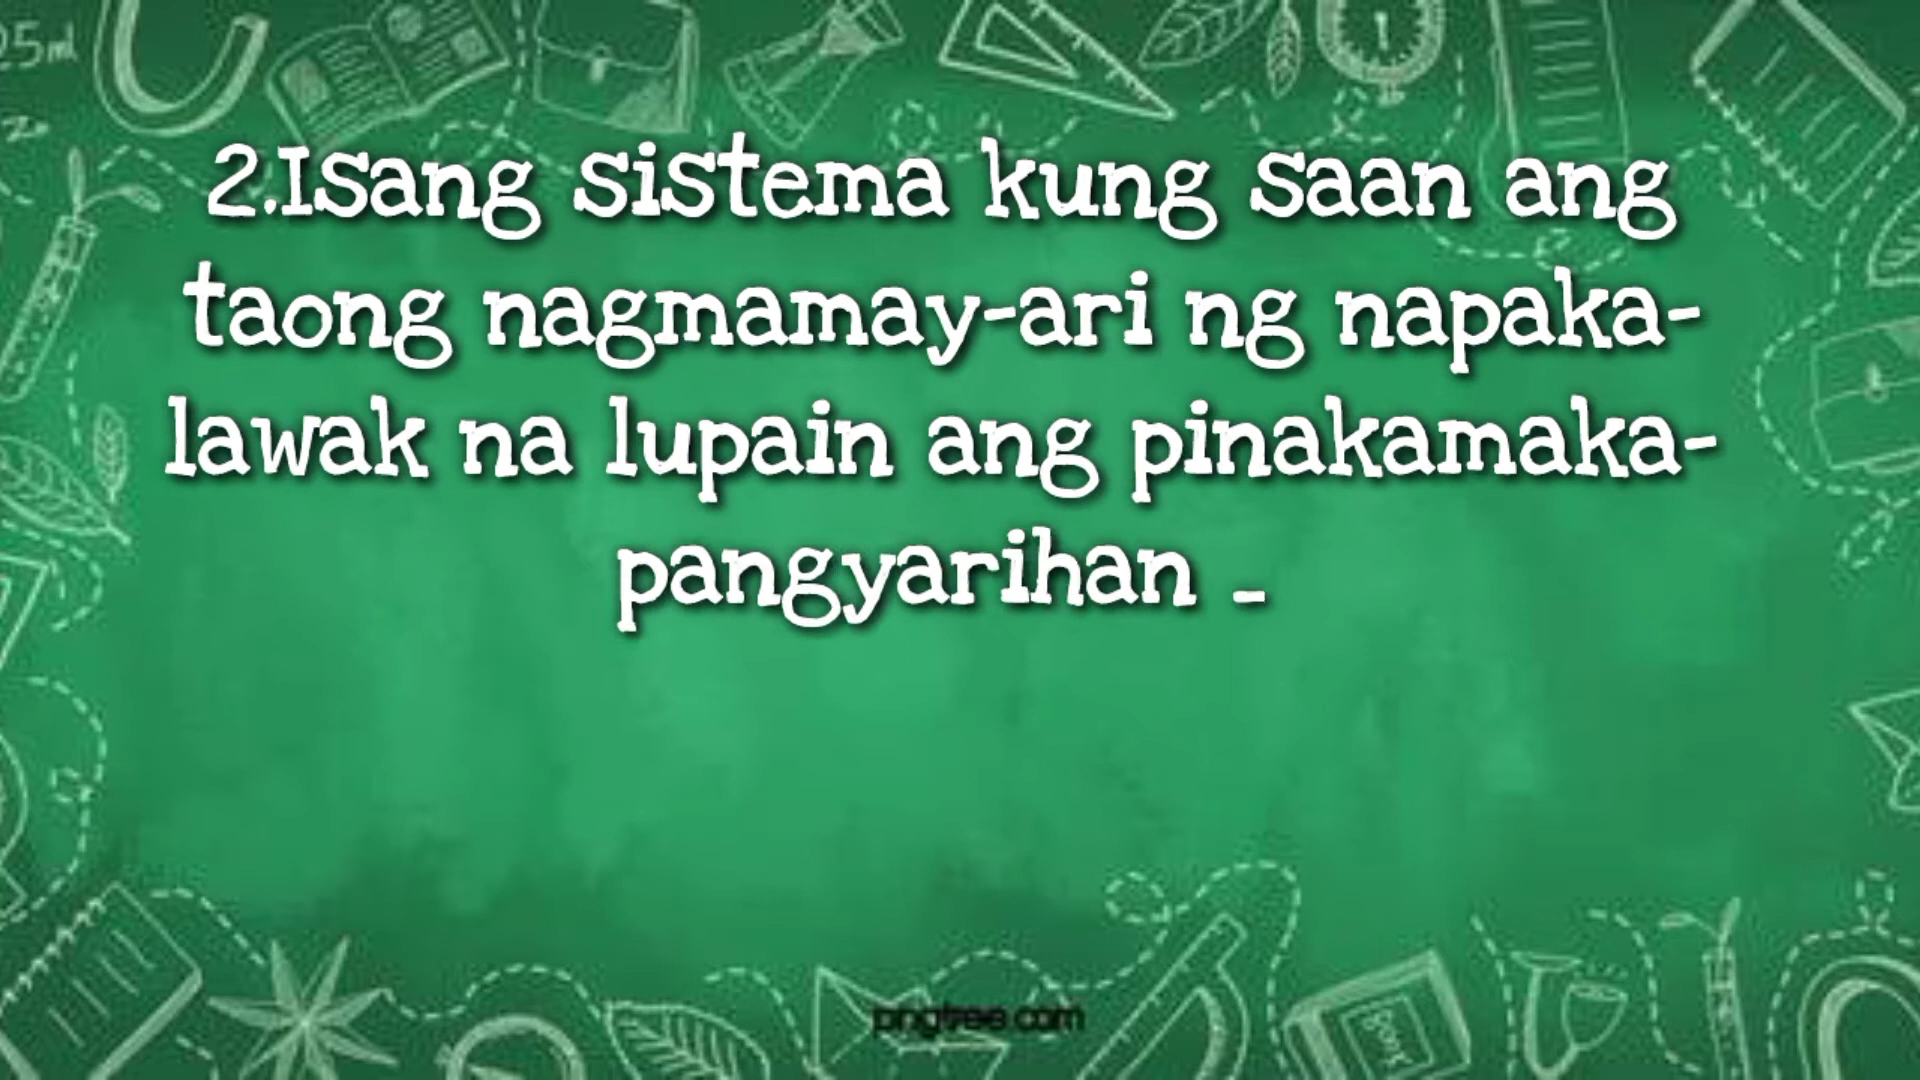 25ml
2.Isang sistema kung saan ang
taong nagmamay-ari ng napaka-
lawak na lupain ang pinakamaka-
pangyarihan -
pngtree.com